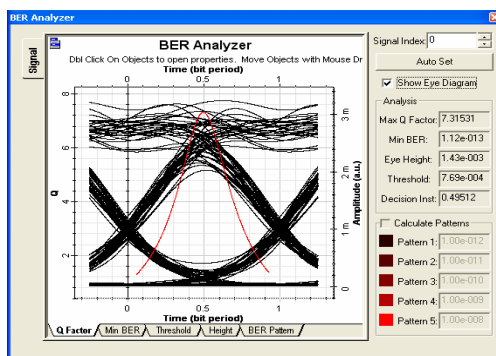 BER Analyzer
Signal
BER Analyzer
Dbl Click On Objects to open properties. Move Objects with Mouse Dr
Time (bit period)
0 0.5 1
8
6
4
2
Q
3 m
2 m
1 m
0
Amplitude (a.u.)
0 0.5 1
Time (bit period)
Q Factor Min BER Threshold Height BER Pattern
Signal Index: 0
Auto Set
Show Eye Diagram
Analysis
Max Q Factor: 7.31531
Min BER: 1.12e-013
Eye Height: 1.43e-003
Threshold: 7.69e-004
Decision Inst: 0.49512
Calculate Patterns
Pattern 1: 1.00e-012
Pattern 2: 1.00e-011
Pattern 3: 1.00e-010
Pattern 4: 1.00e-009
Pattern 5: 1.00e-008